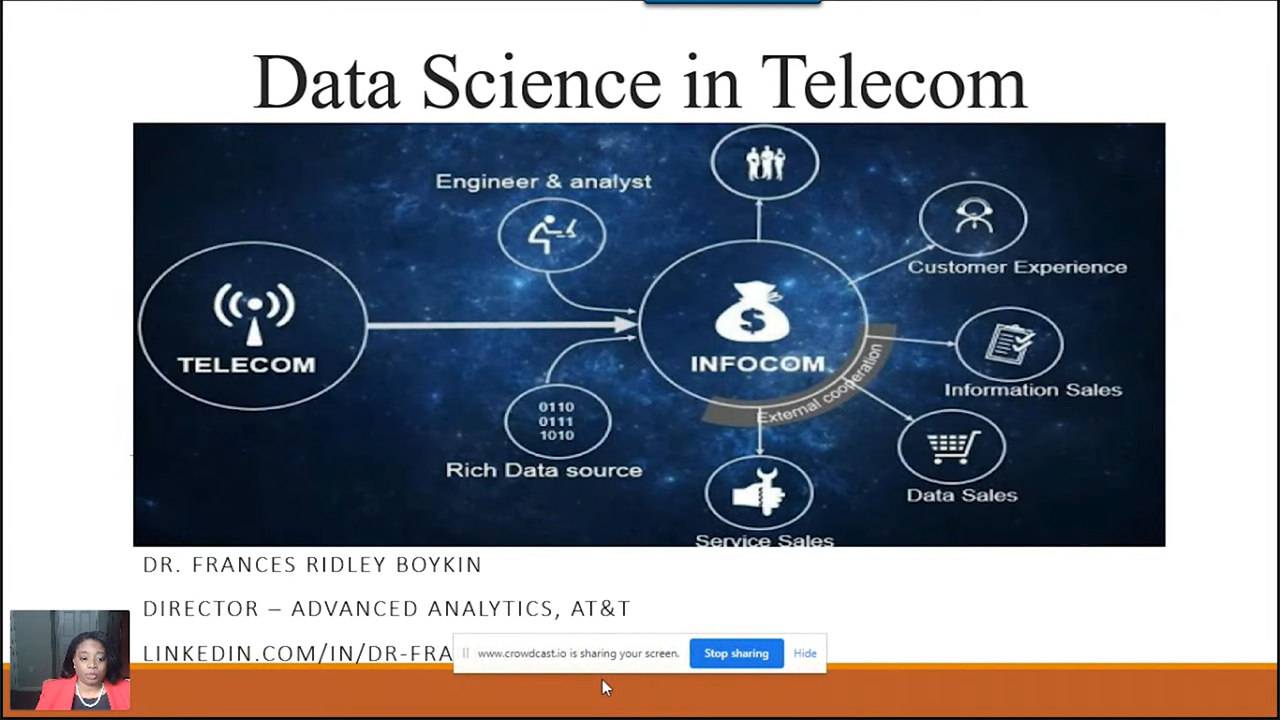 Data Science in Telecom
Engineer & analyst
Customer Experience
TELECOM
INFOCOM
External cooperation
Information Sales
0110
0111
1010
Rich Data source
Data Sales
Service Sales
DR. FRANCES RIDLEY BOYKIN
DIRECTOR – ADVANCED ANALYTICS, AT&T
LINKEDIN.COM/IN/DR-FRA
www.crowdcast.io is sharing your screen.
Stop sharing
Hide